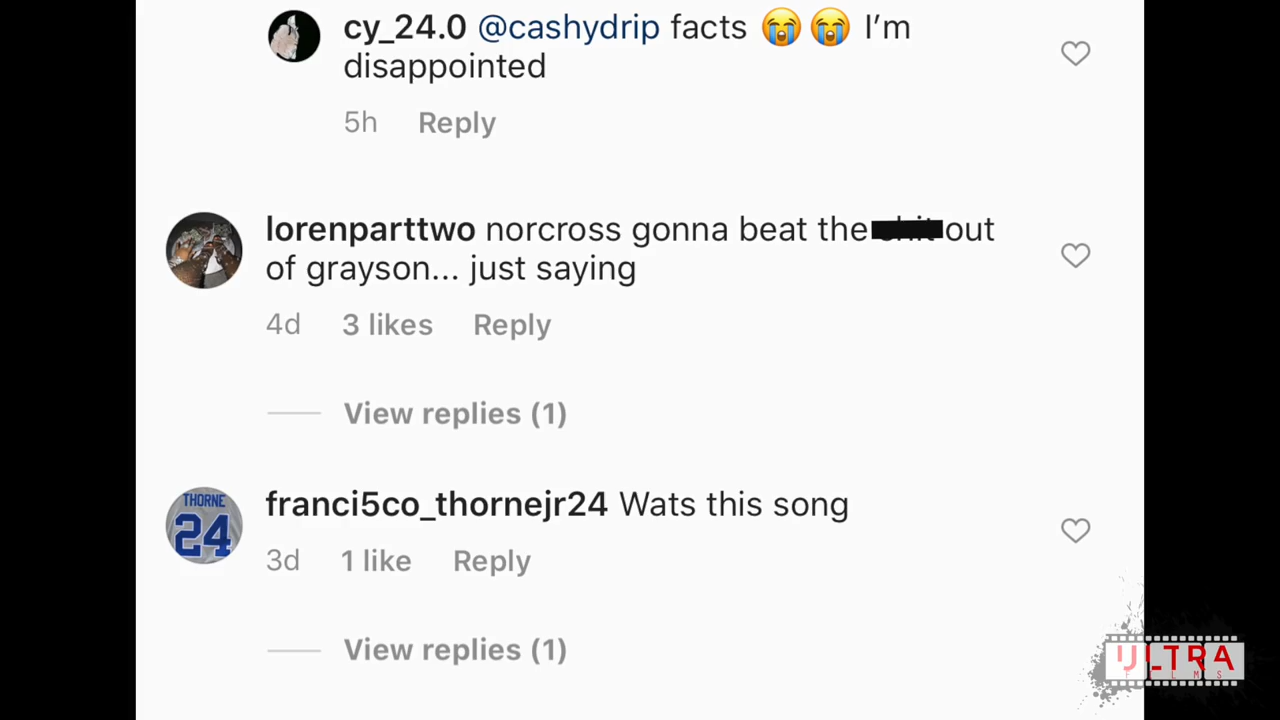 cy_24.0 @cashydrip facts 😭😭 I’m
disappointed
5h Reply
lorenparttwo norcross gonna beat the out
of grayson... just saying
4d 3 likes Reply
View replies (1)
THORNE
24
franci5co_thornejr24 Wats this song
3d 1 like Reply
View replies (1)
ULTRA
FILMS